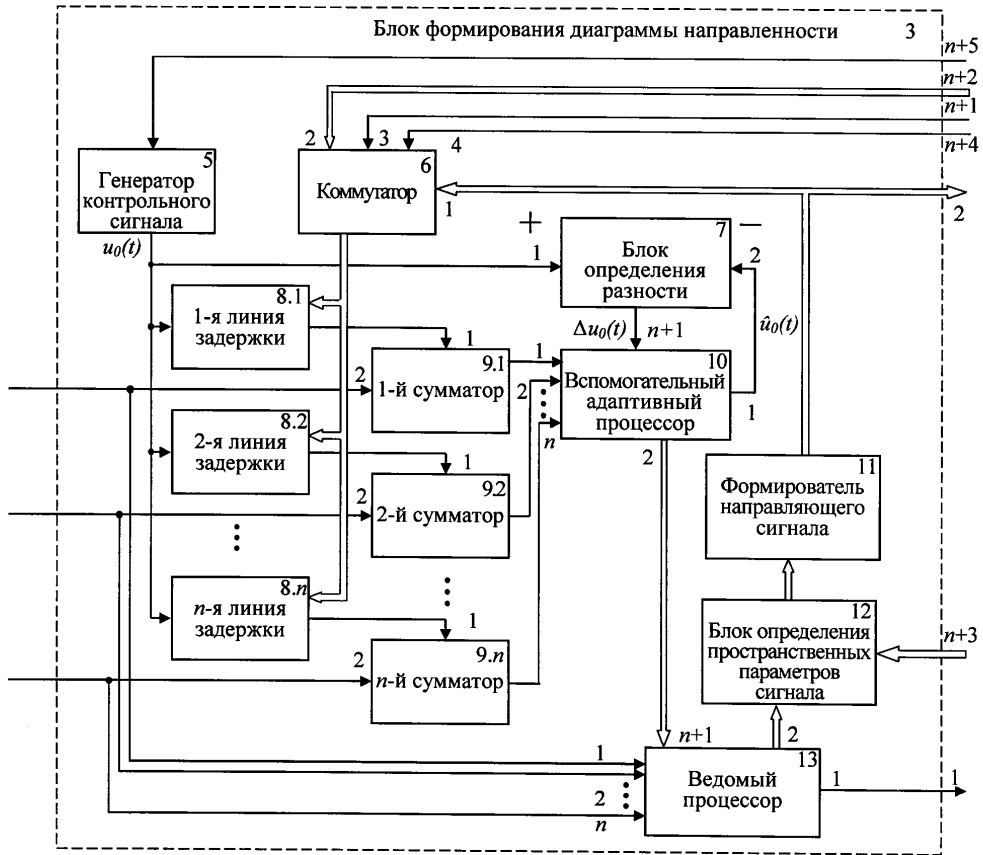 Блок формирования диаграммы направленности 3
n+5
n+2
n+1
n+4
2 3 4
5
Генератор
контрольного
сигнала
6
Коммутатор
1
2
u₀(t)
+
7
−
Блок
определения
разности
1
2
8.1
1-я линия
задержки
1
Δu₀(t) n+1
û₀(t)
2
9.1
1-й сумматор
1
2
n
10
Вспомогательный
адаптивный
процессор
1
2
8.2
2-я линия
задержки
1
2
9.2
2-й сумматор
11
Формирователь
направляющего
сигнала
8.n
n-я линия
задержки
1
2
9.n
n-й сумматор
12
Блок определения
пространственных
параметров
сигнала
n+3
n+1
2
1
2
n
13
Ведомый
процессор
1
1